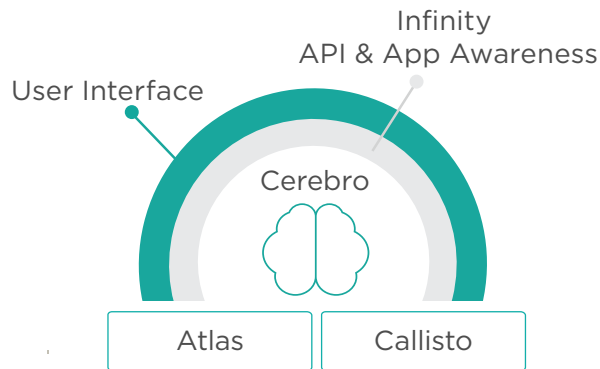 Infinity
API & App Awareness
User Interface
Cerebro
Atlas
Callisto